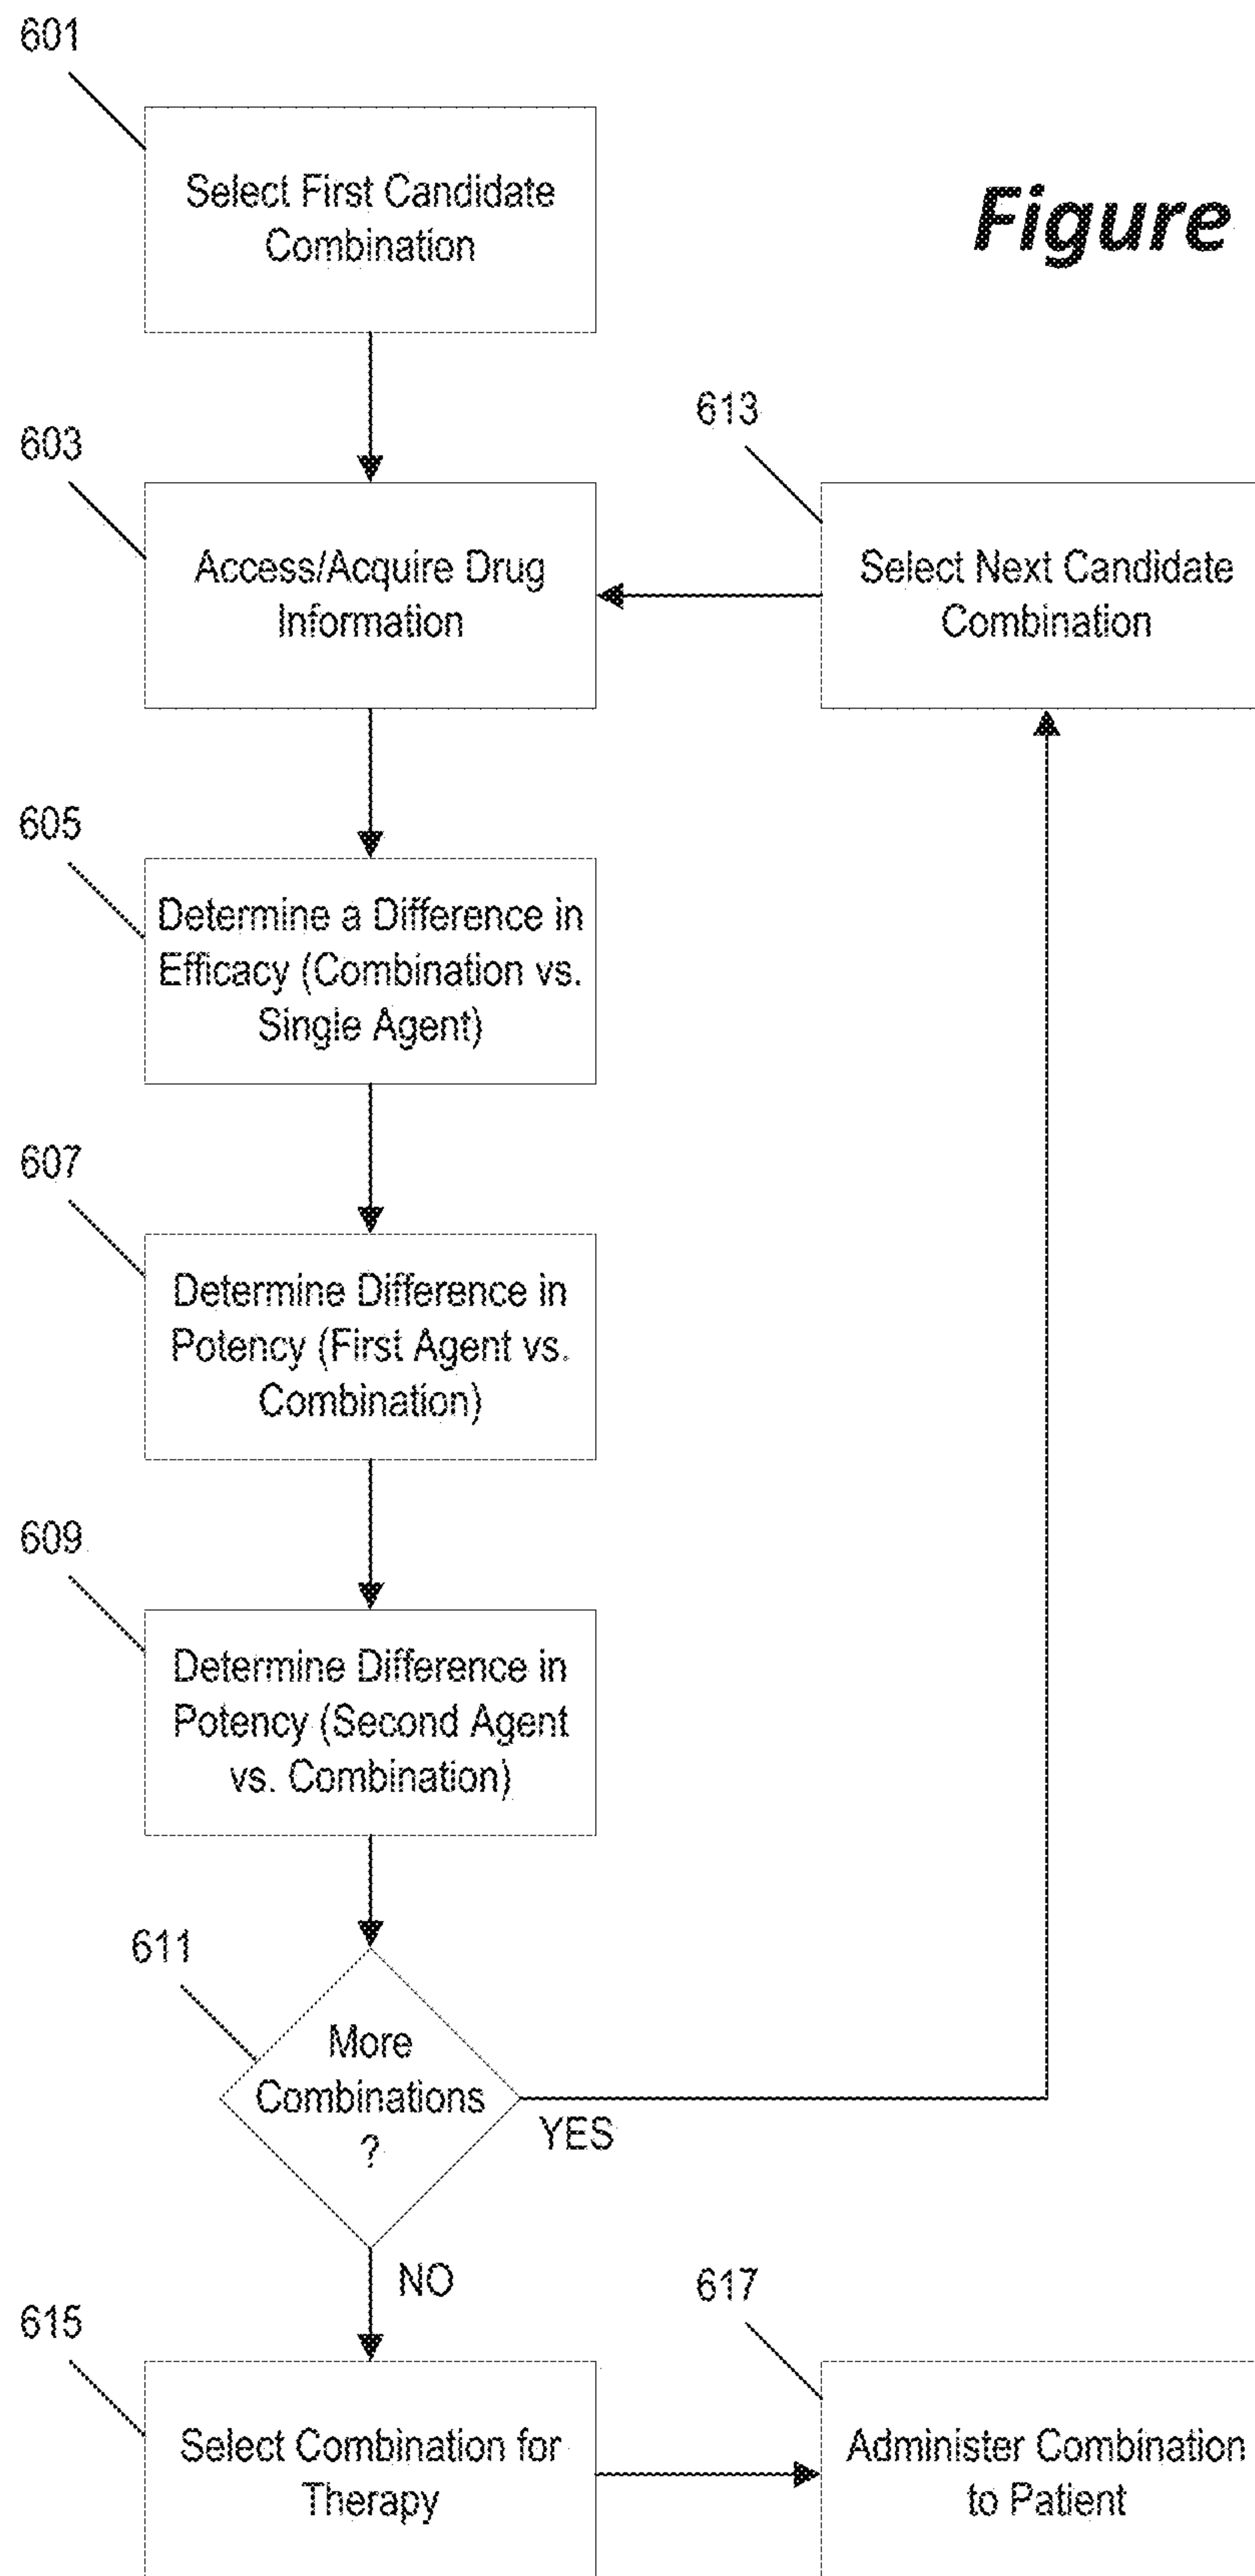 601
Select First Candidate
Combination
Figure
603
Access/Acquire Drug
Information
613
Select Next Candidate
Combination
605
Determine a Difference in
Efficacy (Combination vs.
Single Agent)
607
Determine Difference in
Potency (First Agent vs.
Combination)
609
Determine Difference in
Potency (Second Agent
vs. Combination)
611
More
Combinations
?
YES
NO
615
Select Combination for
Therapy
617
Administer Combination
to Patient